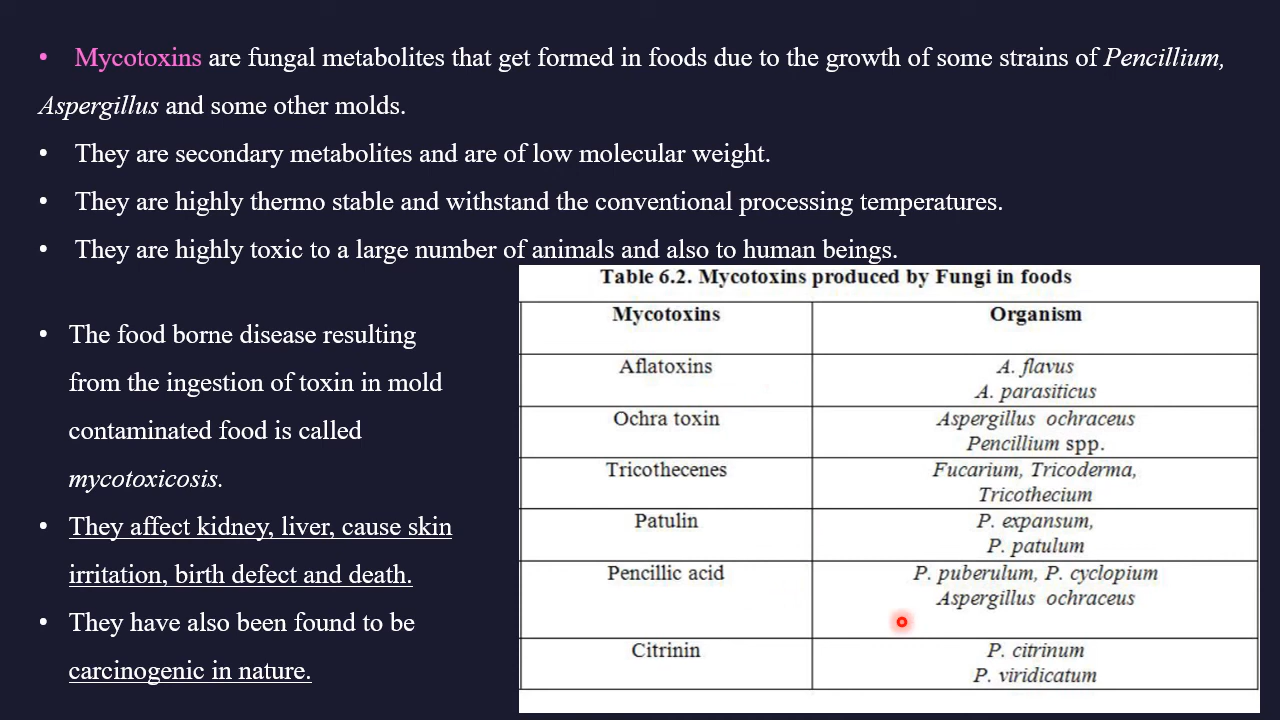 • Mycotoxins are fungal metabolites that get formed in foods due to the growth of some strains of Pencillium,
Aspergillus and some other molds.
• They are secondary metabolites and are of low molecular weight.
• They are highly thermo stable and withstand the conventional processing temperatures.
• They are highly toxic to a large number of animals and also to human beings.
• The food borne disease resulting
from the ingestion of toxin in mold
contaminated food is called
mycotoxicosis.
• They affect kidney, liver, cause skin
irritation, birth defect and death.
• They have also been found to be
carcinogenic in nature.
Table 6.2. Mycotoxins produced by Fungi in foods
Mycotoxins Organism
Aflatoxins A. flavus
A. parasiticus
Ochra toxin Aspergillus ochraceus
Pencillium spp.
Tricothecenes Fucarium, Tricoderma,
Tricothecium
Patulin P. expansum,
P. patulum
Pencillic acid P. puberulum, P. cyclopium
Aspergillus ochraceus
Citrinin P. citrinum
P. viridicatum